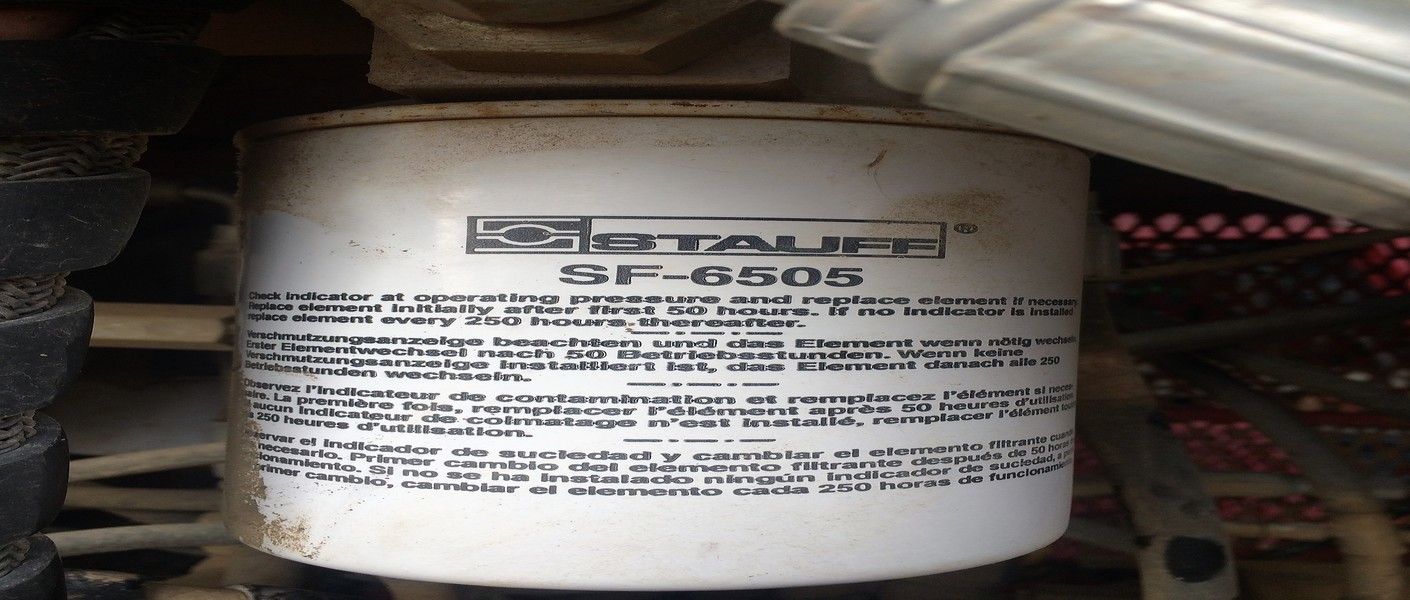 STAUFF®
SF-6505
Check indicator at operating pressure and replace element if necessary.
Replace element initially after first 50 hours. If no indicator is installed
replace element every 250 hours thereafter.
Verschmutzungsanzeige beachten und das Element wenn nötig wechseln.
Erster Elementwechsel nach 50 Betriebsstunden. Wenn keine
Verschmutzungsanzeige installiert ist, das Element danach alle 250
Betriebsstunden wechseln.
Observez l'indicateur de contamination et remplacez l'élément si néces-
saire. La première fois, remplacer l'élément après 50 heures d'utilisation.
aucun indicateur de colmatage n'est installé, remplacer l'élément
250 heures d'utilisation.
el indicador de suciedad y cambiar el elemento filtrante
necesario. Primer cambio del elemento filtrante después de 50 horas
Si no se ha instalado ningún indicador de suciedad,
primer cambio, cambiar el elemento cada 250 horas de